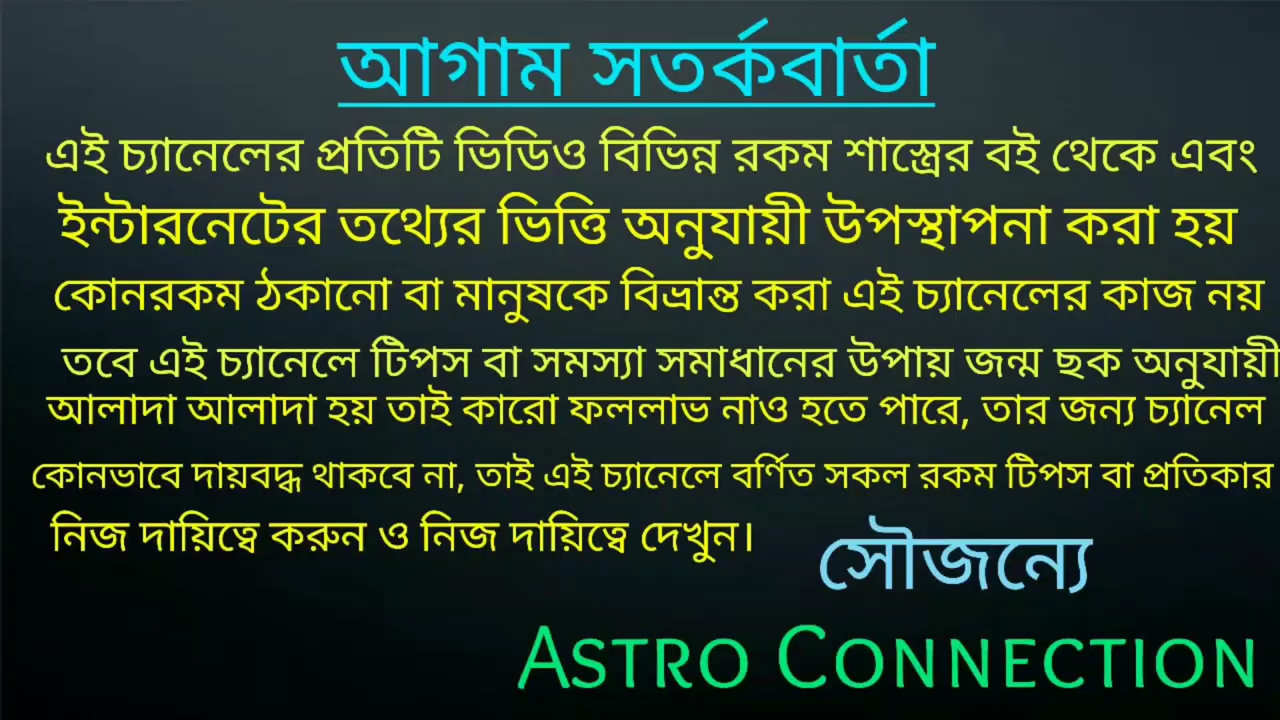 আগাম সতর্কবার্তা
এই চ্যানেলের প্রতিটি ভিডিও বিভিন্ন রকম শাস্ত্রের বই থেকে এবং
ইন্টারনেটের তথ্যের ভিত্তি অনুযায়ী উপস্থাপনা করা হয়
কোনরকম ঠকানো বা মানুষকে বিভ্রান্ত করা এই চ্যানেলের কাজ নয়
তবে এই চ্যানেলে টিপস বা সমস্যা সমাধানের উপায় জন্ম ছক অনুযায়ী
আলাদা আলাদা হয় তাই কারো ফললাভ নাও হতে পারে, তার জন্য চ্যানেল
কোনভাবে দায়বদ্ধ থাকবে না, তাই এই চ্যানেলে বর্ণিত সকল রকম টিপস বা প্রতিকার
নিজ দায়িত্বে করুন ও নিজ দায়িত্বে দেখুন।
সৌজন্যে
ASTRO CONNECTION